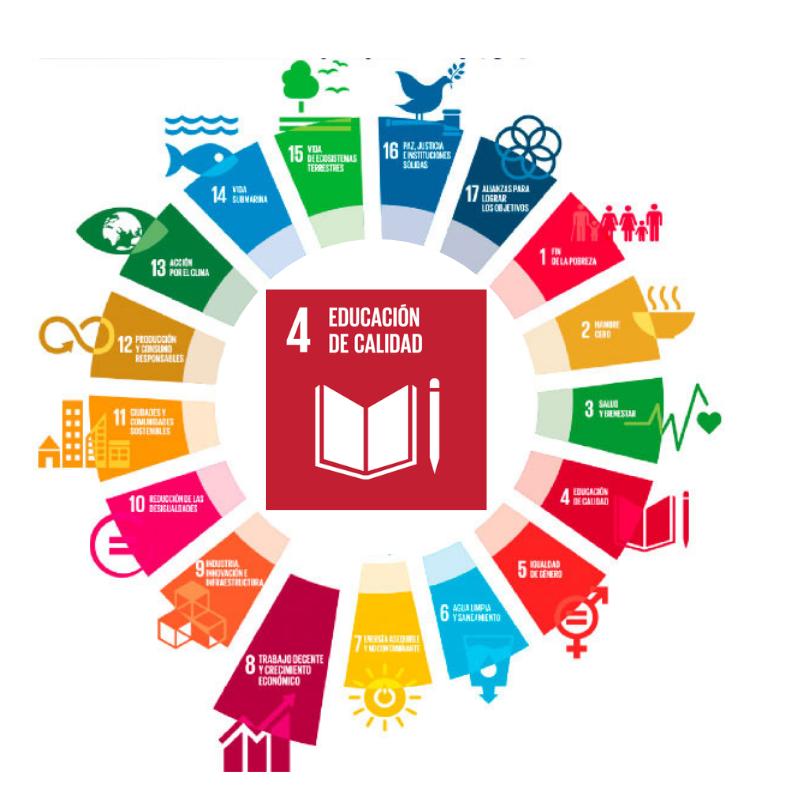 4 EDUCACIÓN
DE CALIDAD
1 FIN
DE LA POBREZA
2 HAMBRE
CERO
3 SALUD
Y BIENESTAR
4 EDUCACIÓN
DE CALIDAD
5 IGUALDAD
DE GÉNERO
6 AGUA LIMPIA
Y SANEAMIENTO
7 ENERGÍA ASEQUIBLE
Y NO CONTAMINANTE
8 TRABAJO DECENTE
Y CRECIMIENTO
ECONÓMICO
9 INDUSTRIA,
INNOVACIÓN E
INFRAESTRUCTURA
10 REDUCCIÓN DE LAS
DESIGUALDADES
11 CIUDADES Y
COMUNIDADES
SOSTENIBLES
12 PRODUCCIÓN
Y CONSUMO
RESPONSABLES
13 ACCIÓN
POR EL CLIMA
14 VIDA
SUBMARINA
15 VIDA
DE ECOSISTEMAS
TERRESTRES
16 PAZ, JUSTICIA
E INSTITUCIONES
SÓLIDAS
17 ALIANZAS PARA
LOGRAR
LOS OBJETIVOS